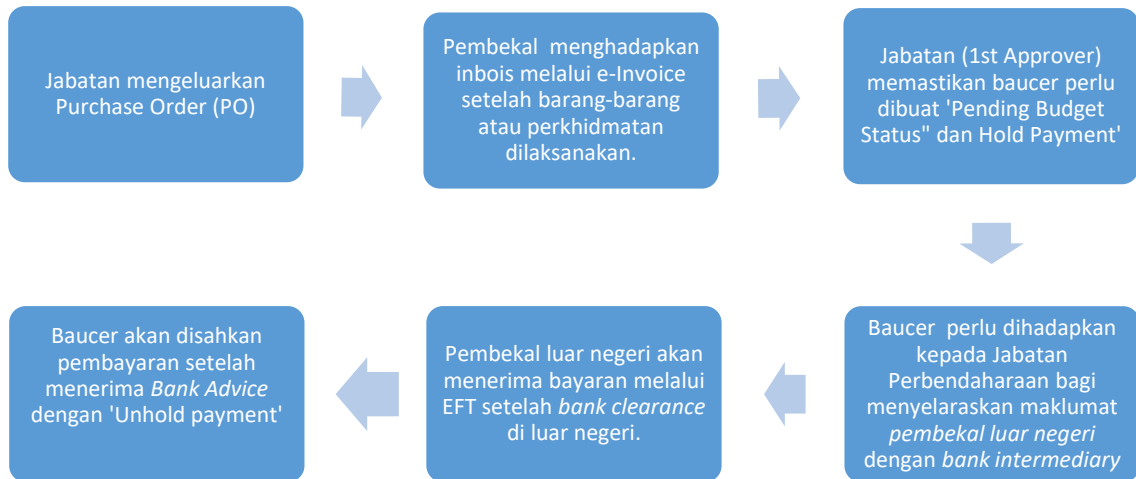 Jabatan mengeluarkan
Purchase Order (PO)
Pembekal  menghadapkan
inbois melalui e-Invoice
setelah barang-barang
atau perkhidmatan
dilaksanakan.
Jabatan (1st Approver)
memastikan baucer perlu
dibuat 'Pending Budget
Status" dan Hold Payment'
Baucer  perlu dihadapkan
kepada Jabatan
Perbendaharaan bagi
menyelaraskan maklumat
pembekal luar negeri
dengan bank intermediary
Pembekal luar negeri akan
menerima bayaran melalui
EFT setelah bank clearance
di luar negeri.
Baucer akan disahkan
pembayaran setelah
menerima Bank Advice
dengan 'Unhold payment'